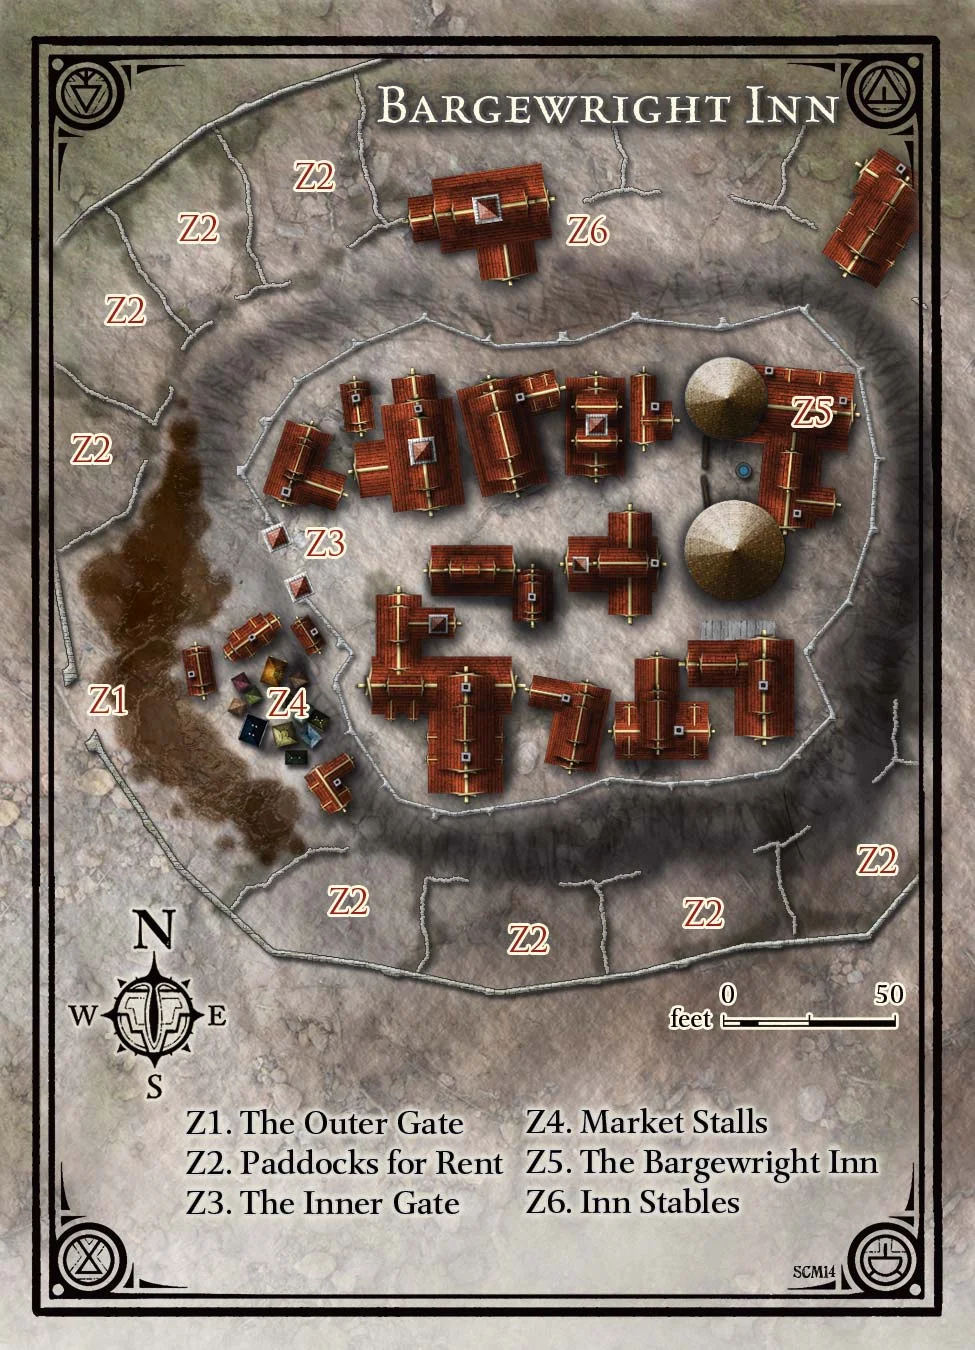 BARGEWRIGHT INN
Z2
Z2
Z6
Z2
Z5
Z2
Z3
Z1
Z4
Z2
Z2
Z2
Z2
N
W E
S
0 50
feet
Z1. The Outer Gate
Z2. Paddocks for Rent
Z3. The Inner Gate
Z4. Market Stalls
Z5. The Bargewright Inn
Z6. Inn Stables
SCM14